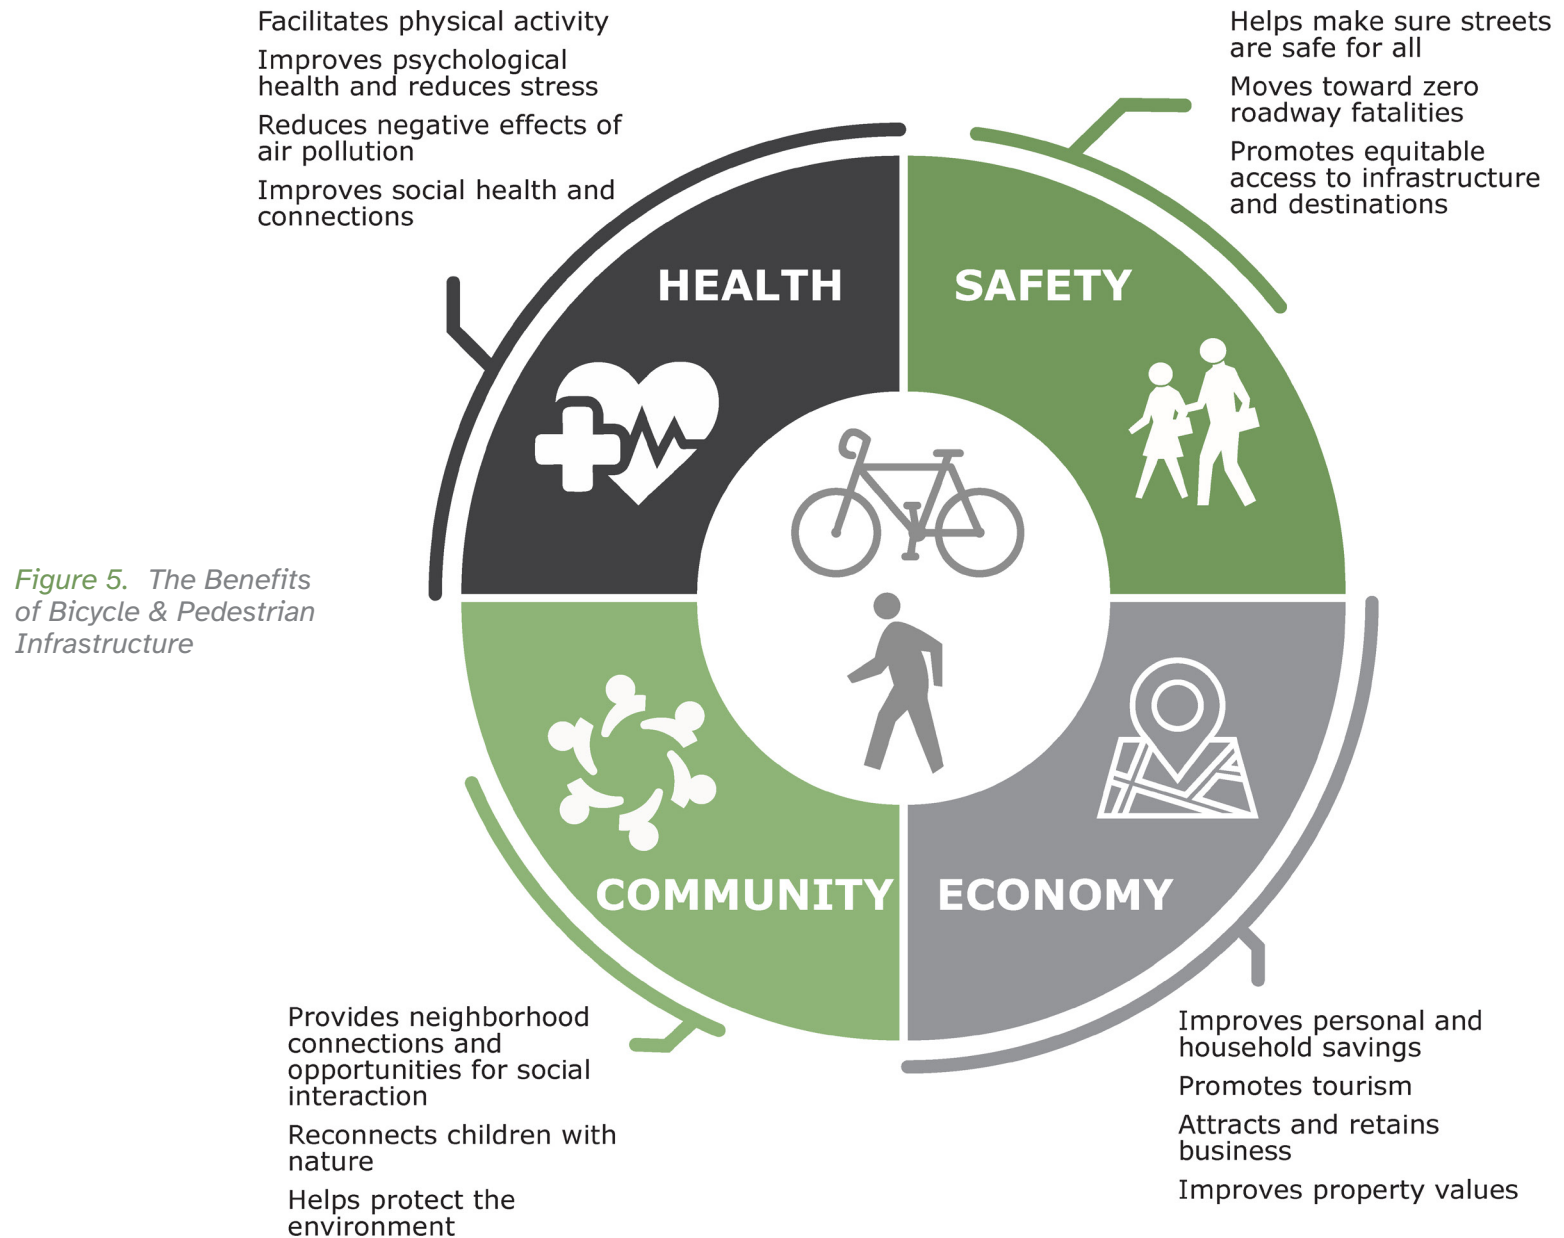 Facilitates physical activity
Improves psychological
health and reduces stress
Reduces negative effects of
air pollution
Improves social health and
connections
Helps make sure streets
are safe for all
Moves toward zero
roadway fatalities
Promotes equitable
access to infrastructure
and destinations
HEALTH
SAFETY
Figure 5. The Benefits
of Bicycle & Pedestrian
Infrastructure
COMMUNITY
ECONOMY
Provides neighborhood
connections and
opportunities for social
interaction
Reconnects children with
nature
Helps protect the
environment
Improves personal and
household savings
Promotes tourism
Attracts and retains
business
Improves property values